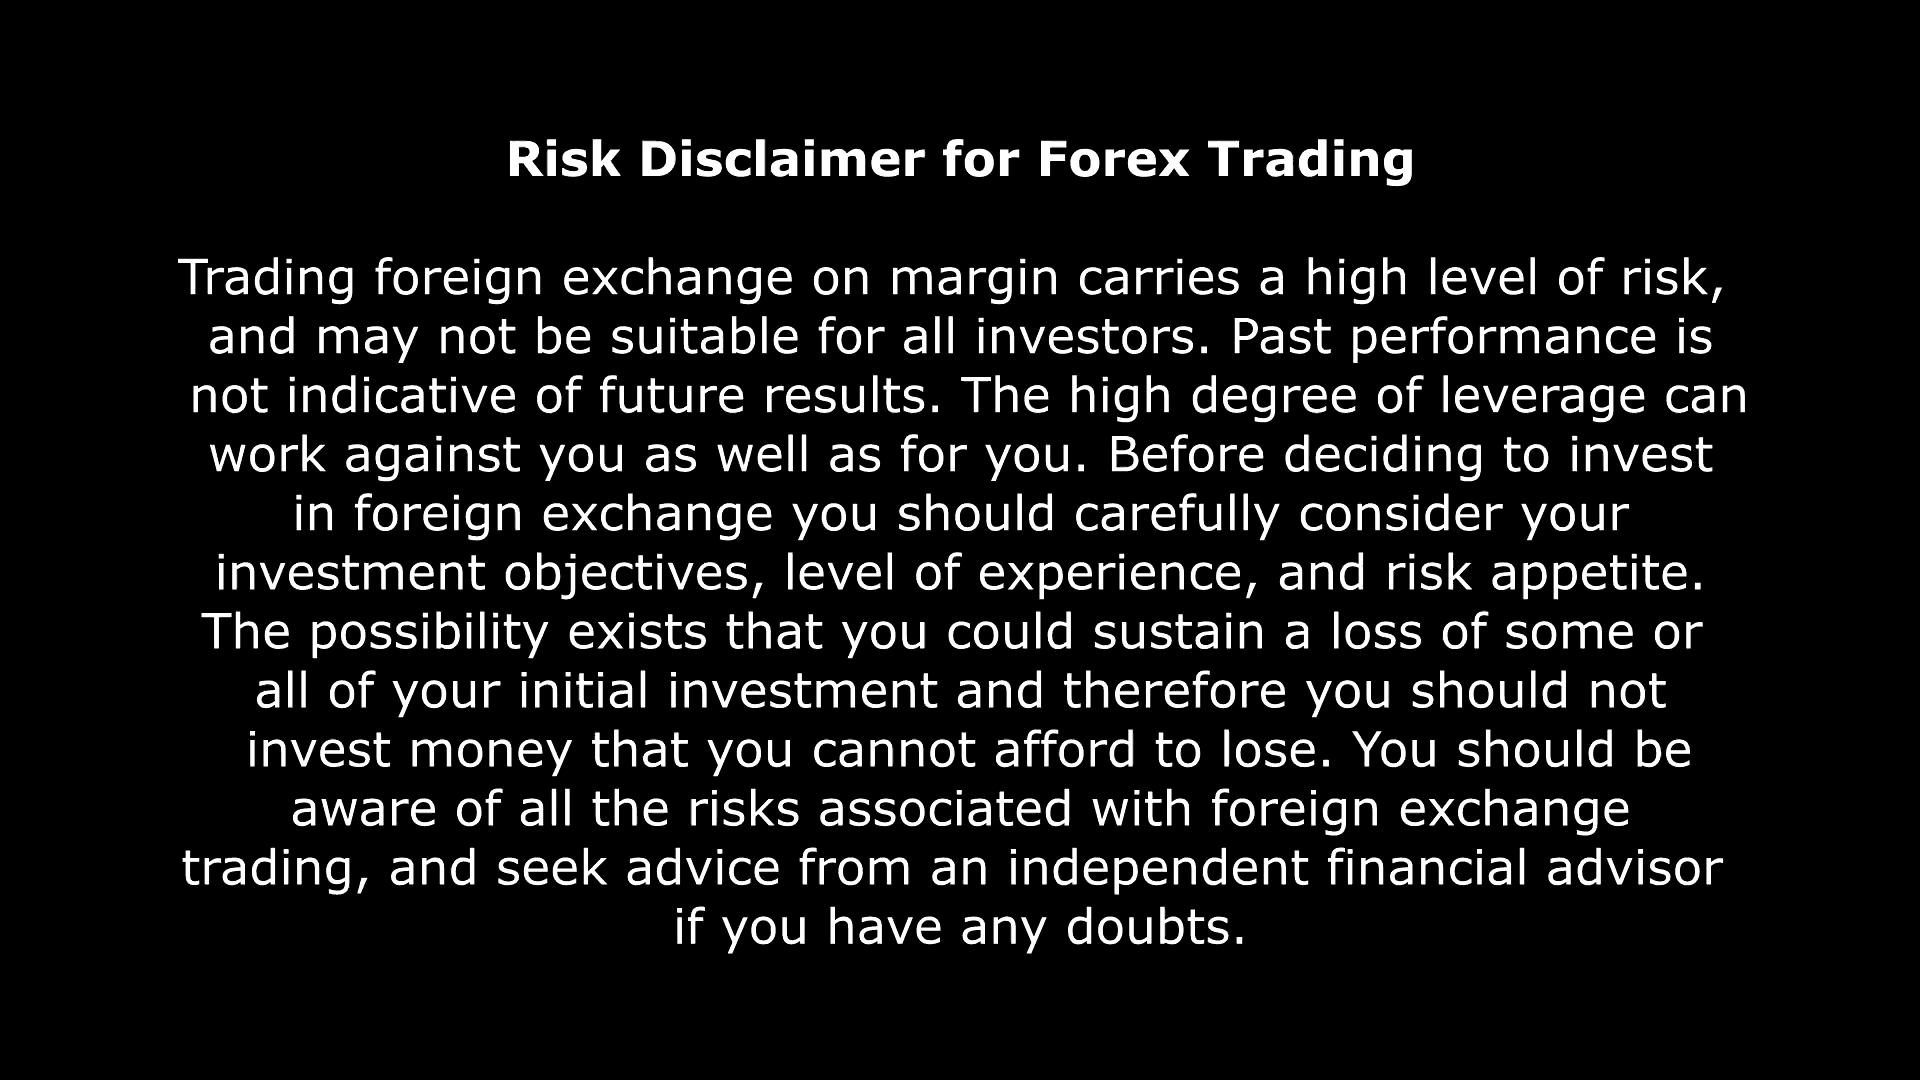 Risk Disclaimer for Forex Trading
Trading foreign exchange on margin carries a high level of risk,
and may not be suitable for all investors. Past performance is
not indicative of future results. The high degree of leverage can
work against you as well as for you. Before deciding to invest
in foreign exchange you should carefully consider your
investment objectives, level of experience, and risk appetite.
The possibility exists that you could sustain a loss of some or
all of your initial investment and therefore you should not
invest money that you cannot afford to lose. You should be
aware of all the risks associated with foreign exchange
trading, and seek advice from an independent financial advisor
if you have any doubts.